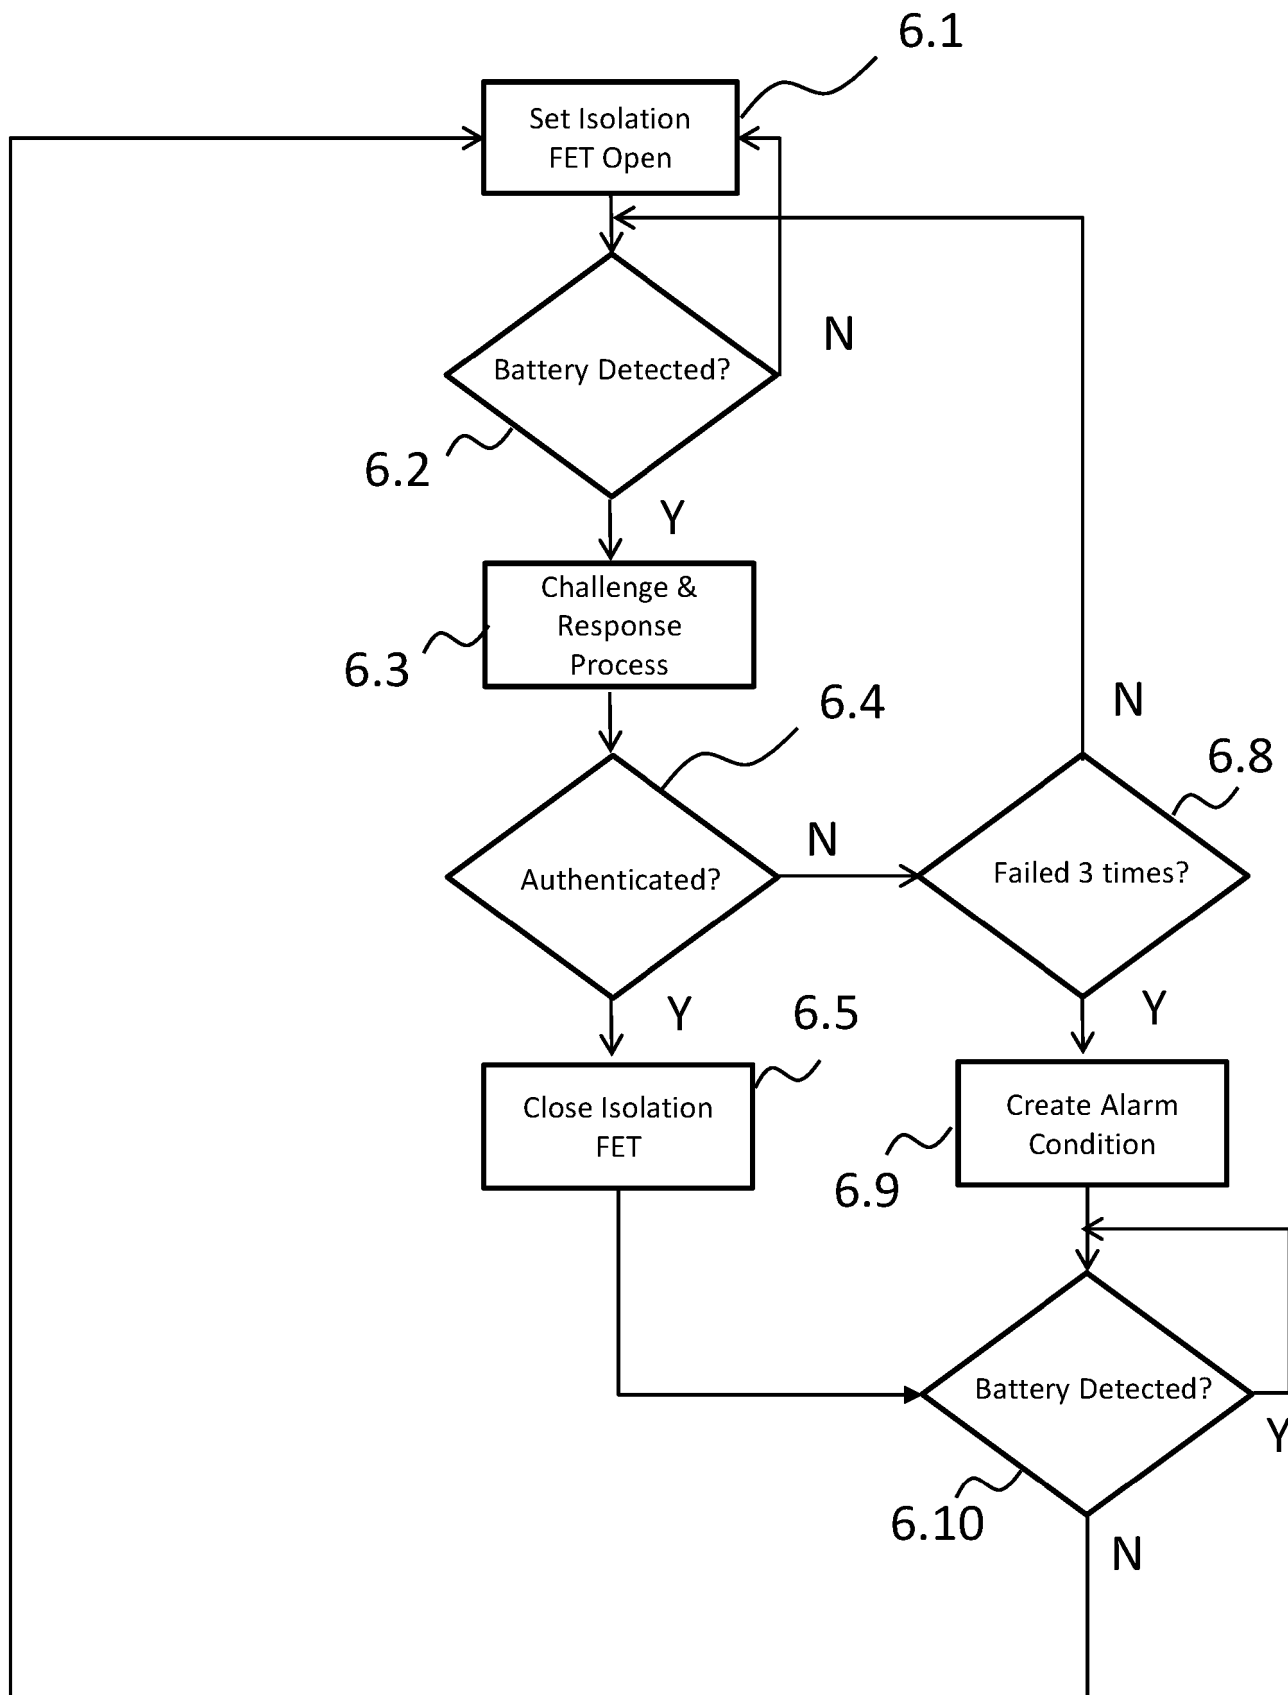 6.1
Set Isolation
FET Open
N
Battery Detected?
6.2
Y
Challenge &
Response
Process
6.3
6.4
N
6.8
N
Authenticated?
Failed 3 times?
Y
6.5
Y
Close Isolation
FET
Create Alarm
Condition
6.9
Battery Detected?
Y
6.10
N